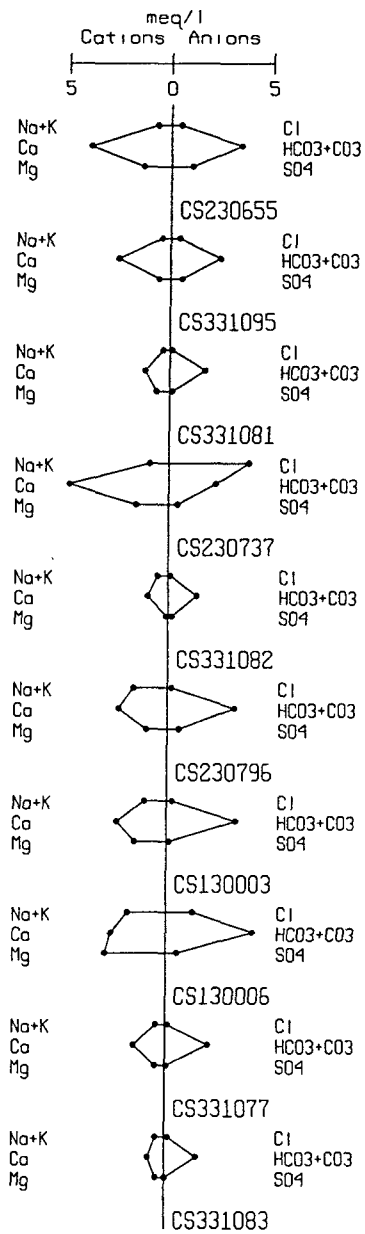 meq/l
Cations Anions
5 0 5
Na+K Cl
Ca HCO3+CO3
Mg SO4
CS230655
Na+K Cl
Ca HCO3+CO3
Mg SO4
CS331095
Na+K Cl
Ca HCO3+CO3
Mg SO4
CS331081
Na+K Cl
Ca HCO3+CO3
Mg SO4
CS230737
Na+K Cl
Ca HCO3+CO3
Mg SO4
CS331082
Na+K Cl
Ca HCO3+CO3
Mg SO4
CS230796
Na+K Cl
Ca HCO3+CO3
Mg SO4
CS130003
Na+K Cl
Ca HCO3+CO3
Mg SO4
CS130006
Na+K Cl
Ca HCO3+CO3
Mg SO4
CS331077
Na+K Cl
Ca HCO3+CO3
Mg SO4
CS331083